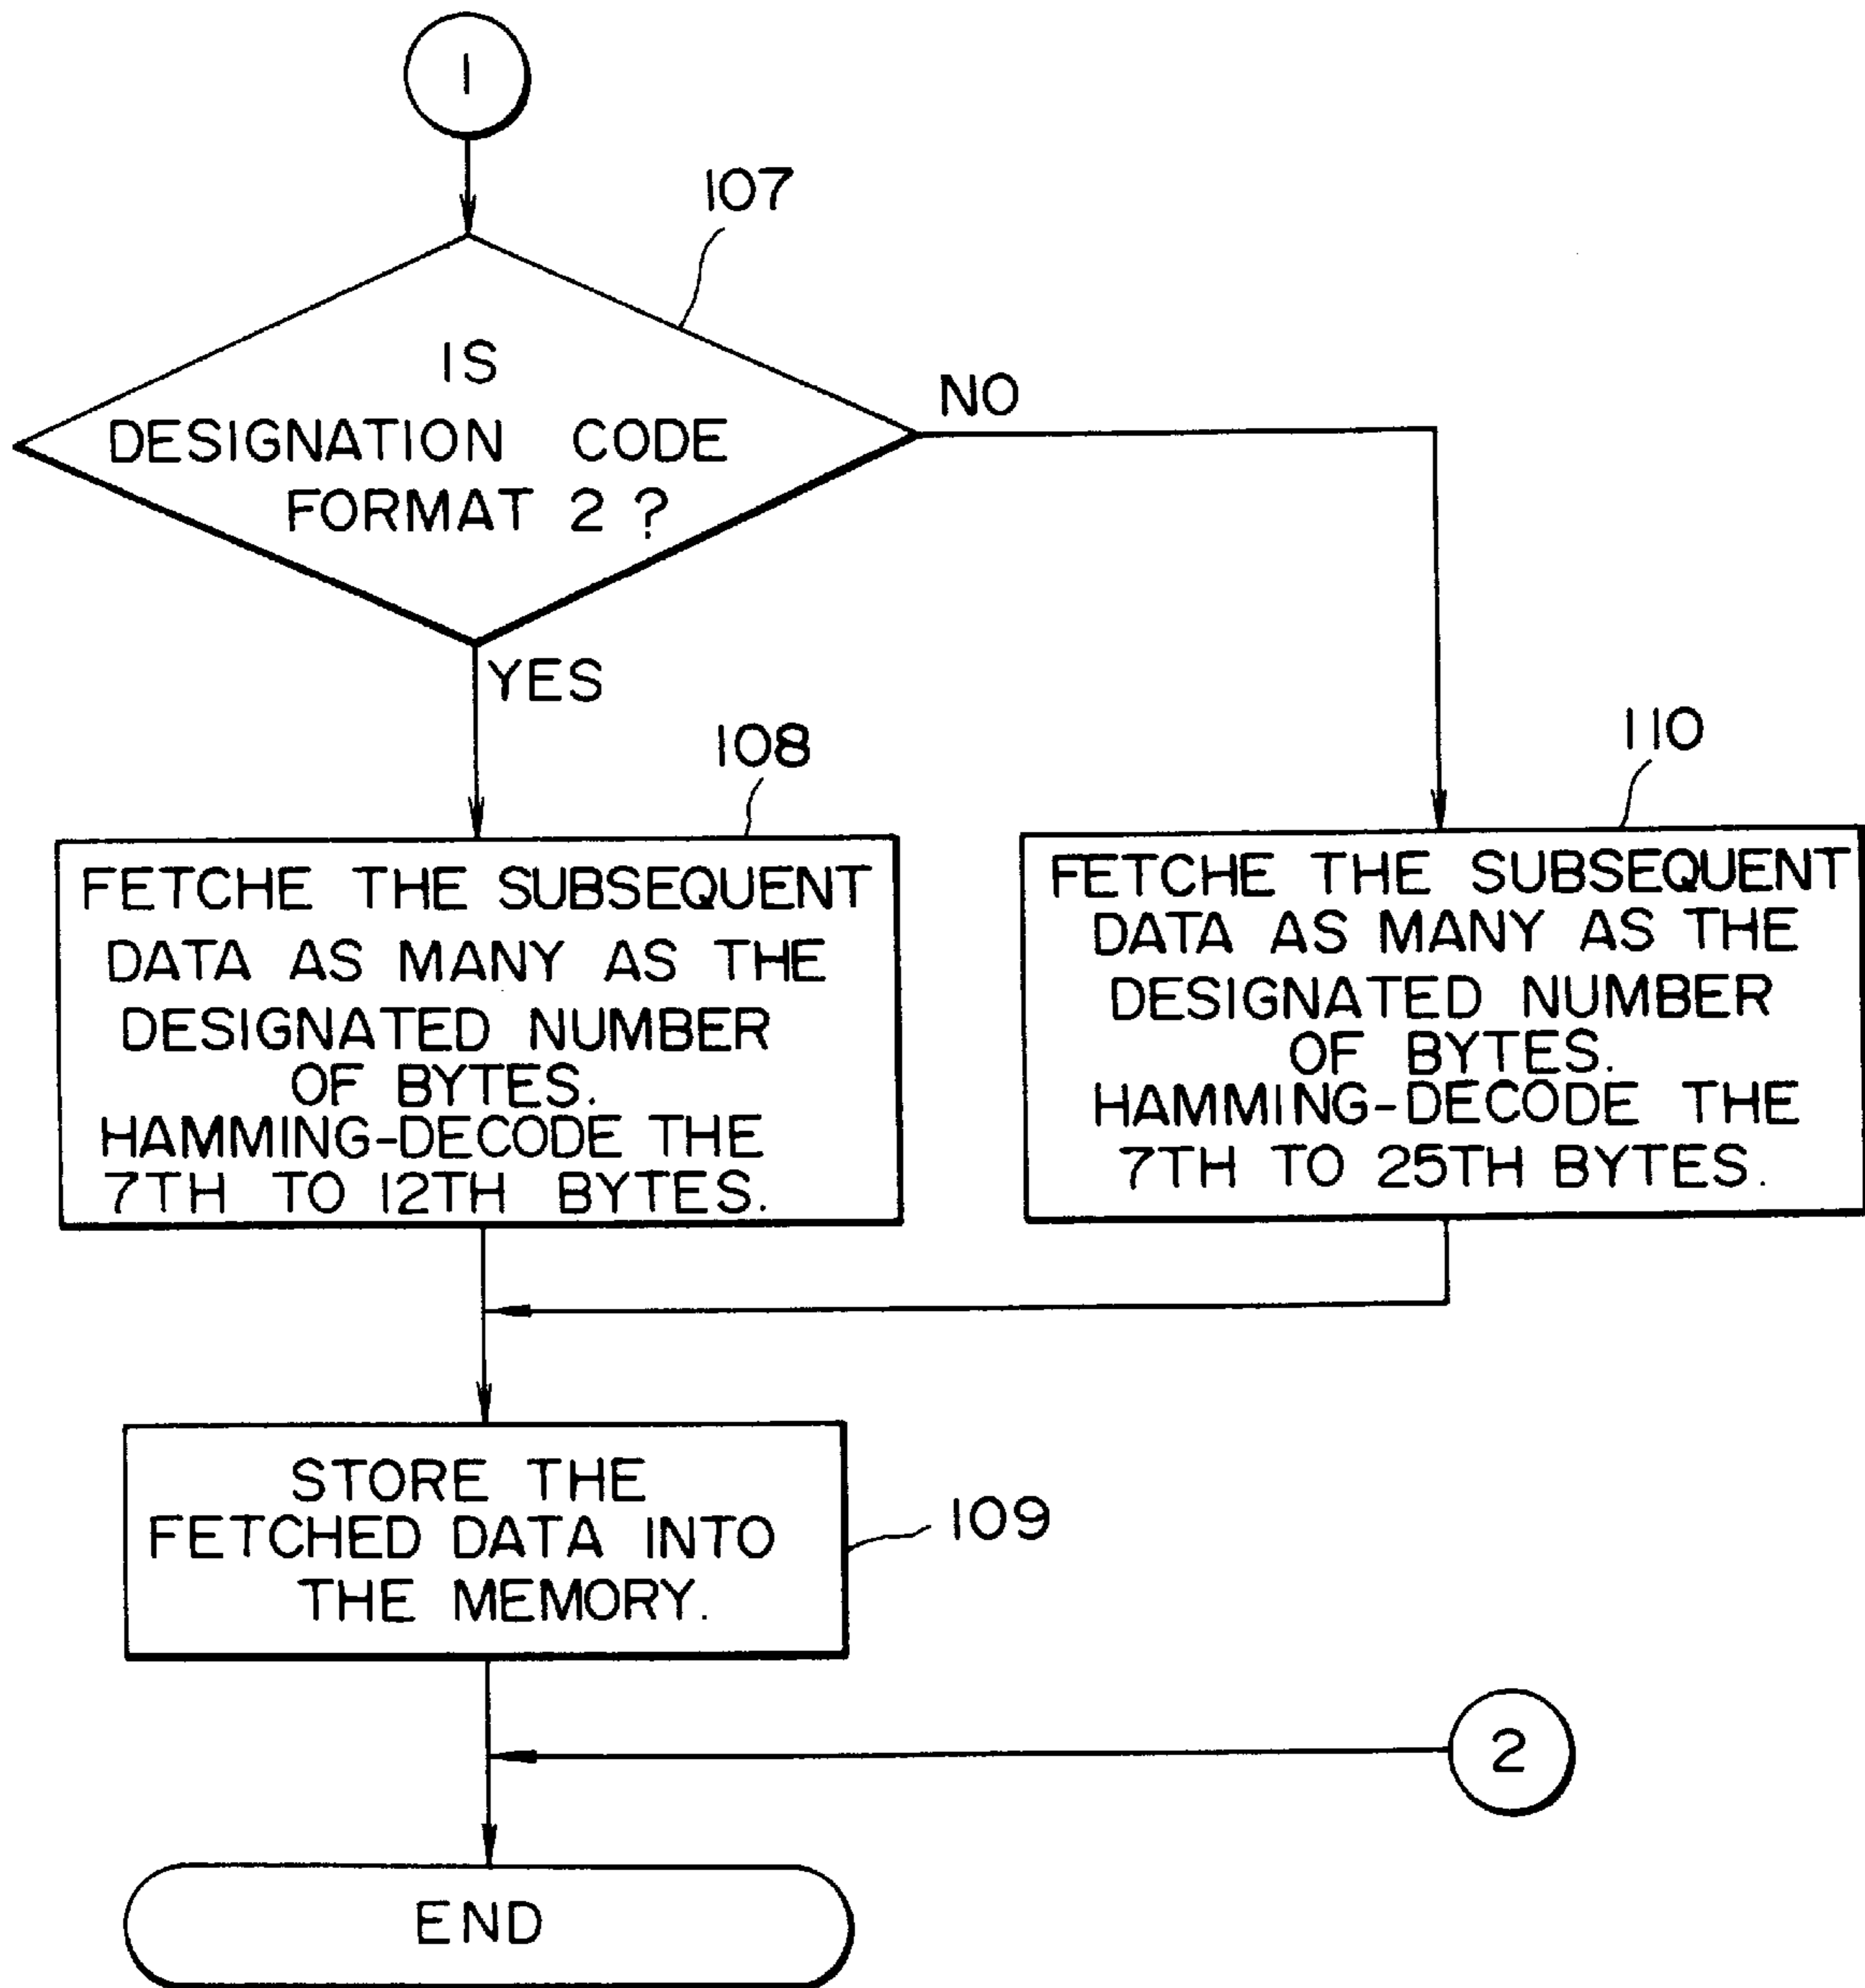 1
107
IS
DESIGNATION CODE
FORMAT 2 ?
NO
YES
108
FETCHE THE SUBSEQUENT
DATA AS MANY AS THE
DESIGNATED NUMBER
OF BYTES.
HAMMING-DECODE THE
7TH TO 12TH BYTES.
110
FETCHE THE SUBSEQUENT
DATA AS MANY AS THE
DESIGNATED NUMBER
OF BYTES.
HAMMING-DECODE THE
7TH TO 25TH BYTES.
STORE THE
FETCHED DATA INTO
THE MEMORY.
109
2
END